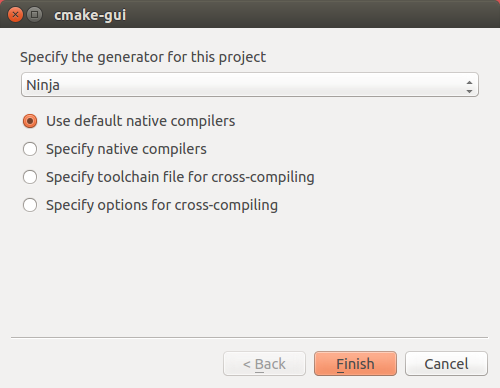 cmake-gui
Specify the generator for this project
Ninja
Use default native compilers
Specify native compilers
Specify toolchain file for cross-compiling
Specify options for cross-compiling
< Back Finish Cancel